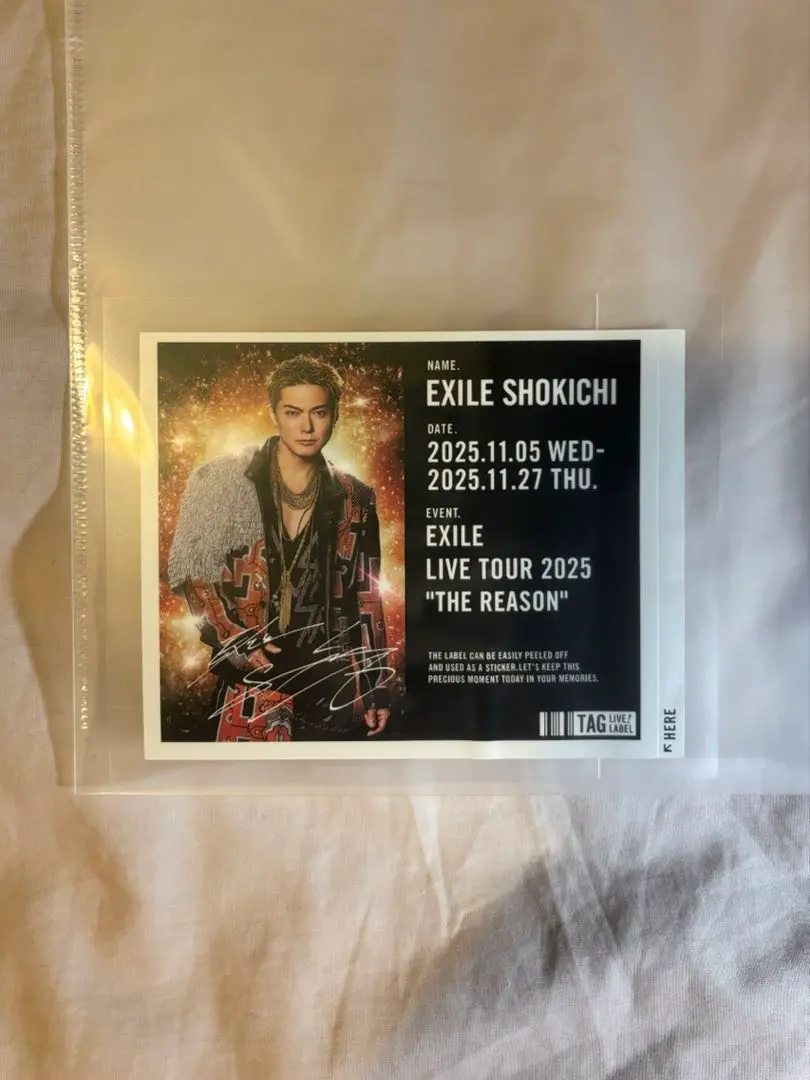 NAME.
EXILE SHOKICHI
DATE.
2025.11.05 WED-
2025.11.27 THU.
EVENT.
EXILE
LIVE TOUR 2025
"THE REASON"
THE LABEL CAN BE EASILY PEELED OFF
AND USED AS A STICKER.LET'S KEEP THIS
PRECIOUS MOMENT TODAY IN YOUR MEMORIES.
TAG LIVE!
LABEL
HERE